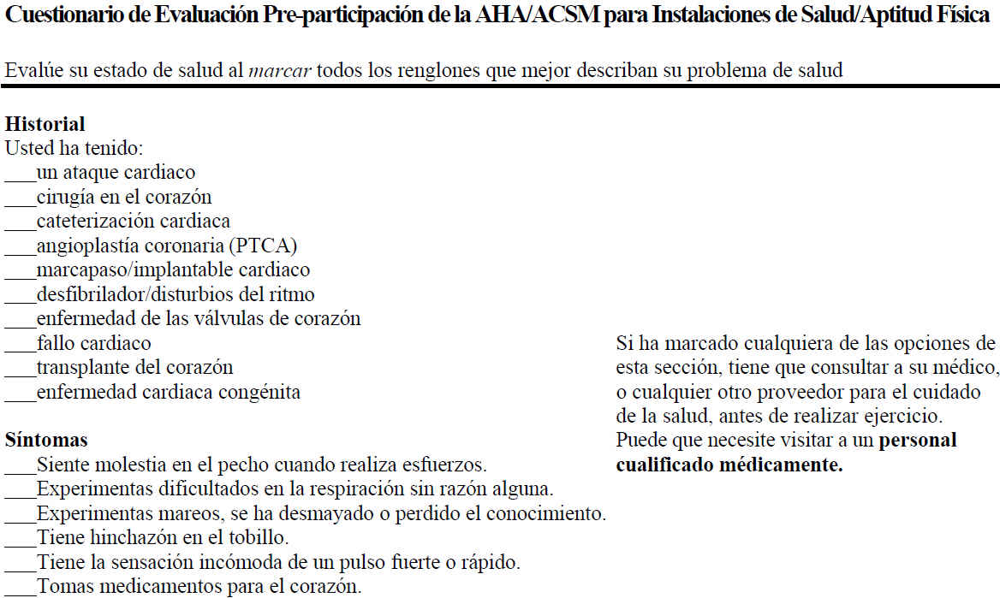 Cuestionario de Evaluación Pre-participación de la AHA/ACSM para Instalaciones de Salud/Aptitud Física
Evalúe su estado de salud al marcar todos los renglones que mejor describan su problema de salud
Historial
Usted ha tenido:
___un ataque cardiaco
___cirugía en el corazón
___cateterización cardiaca
___angioplastía coronaria (PTCA)
___marcapaso/implantable cardiaco
___desfibrilador/disturbios del ritmo
___enfermedad de las válvulas de corazón
___fallo cardiaco
___transplante del corazón
___enfermedad cardiaca congénita
Síntomas
___Siente molestia en el pecho cuando realiza esfuerzos.
___Experimentas dificultados en la respiración sin razón alguna.
___Experimentas mareos, se ha desmayado o perdido el conocimiento.
___Tiene hinchazón en el tobillo.
___Tiene la sensación incómoda de un pulso fuerte o rápido.
___Tomas medicamentos para el corazón.
Si ha marcado cualquiera de las opciones de
esta sección, tiene que consultar a su médico,
o cualquier otro proveedor para el cuidado
de la salud, antes de realizar ejercicio.
Puede que necesite visitar a un personal
cualificado médicamente.